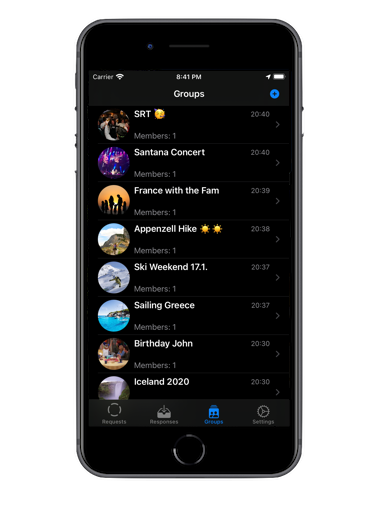 Carrier 8:41 PM
Groups
SRT 🥳 20:40
Members: 1
Santana Concert 20:40
Members: 1
France with the Fam 20:39
Members: 1
Appenzell Hike ☀️☀️ 20:38
Members: 1
Ski Weekend 17.1. 20:37
Members: 1
Sailing Greece 20:37
Members: 1
Birthday John 20:30
Members: 1
Iceland 2020 20:30
Requests Responses Groups Settings